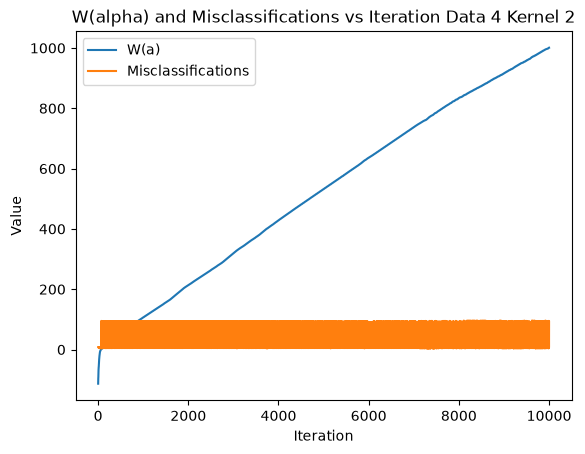 W(alpha) and Misclassifications vs Iteration Data 4 Kernel 2
W(a)
Misclassifications
1000
800
600
400
200
0
Value
0 2000 4000 6000 8000 10000
Iteration